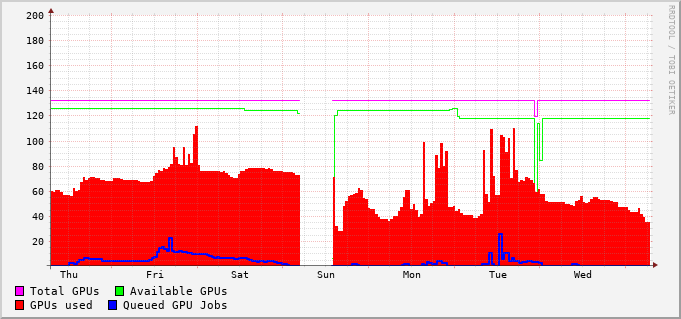 200
180
160
140
120
100
80
60
40
20
Thu Fri Sat Sun Mon Tue Wed
Total GPUs Available GPUs
GPUs used Queued GPU Jobs
RRDTOOL / TOBI OETIKER